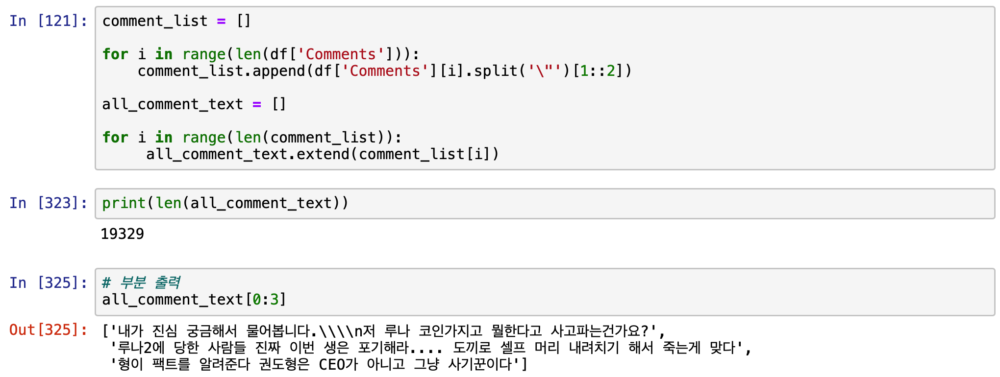 In [121]: comment_list = []
for i in range(len(df['Comments'])):
    comment_list.append(df['Comments'][i].split('\"')[1::2])
all_comment_text = []
for i in range(len(comment_list)):
     all_comment_text.extend(comment_list[i])
In [323]: print(len(all_comment_text))
19329
In [325]: # 부분 출력
all_comment_text[0:3]
Out[325]: ['내가 진심 궁금해서 물어봅니다.\\\\n저 루나 코인가지고 뭘한다고 사고파는건가요?',
 '루나2에 당한 사람들 진짜 이번 생은 포기해라.... 도끼로 셀프 머리 내려치기 해서 죽는게 맞다',
 '형이 팩트를 알려준다 권도형은 CEO가 아니고 그냥 사기꾼이다']